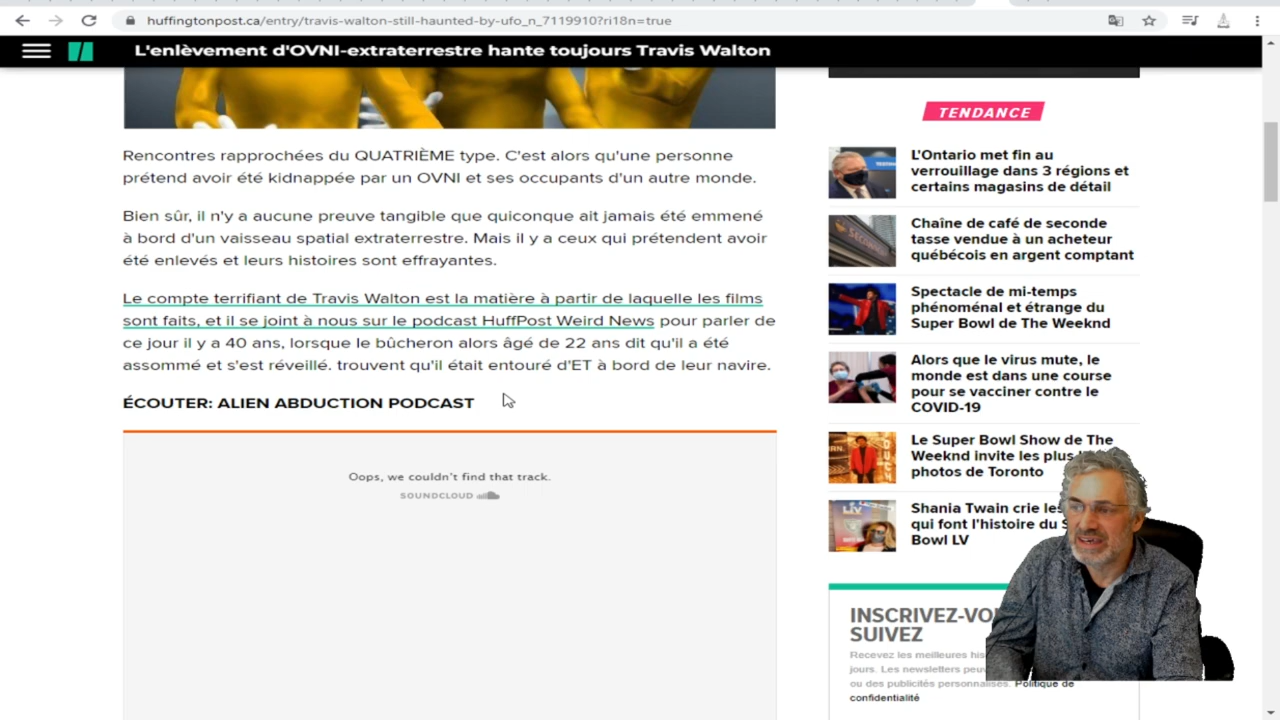 huffingtonpost.ca/entry/travis-walton-still-haunted-by-ufo_n_7119910?ri18n=true
L'enlèvement d'OVNI-extraterrestre hante toujours Travis Walton
Rencontres rapprochées du QUATRIÈME type. C'est alors qu'une personne
prétend avoir été kidnappée par un OVNI et ses occupants d'un autre monde.
Bien sûr, il n'y a aucune preuve tangible que quiconque ait jamais été emmené
à bord d'un vaisseau spatial extraterrestre. Mais il y a ceux qui prétendent avoir
été enlevés et leurs histoires sont effrayantes.
Le compte terrifiant de Travis Walton est la matière à partir de laquelle les films
sont faits, et il se joint à nous sur le podcast HuffPost Weird News pour parler de
ce jour il y a 40 ans, lorsque le bûcheron alors âgé de 22 ans dit qu'il a été
assommé et s'est réveillé. trouvent qu'il était entouré d'ET à bord de leur navire.
ÉCOUTER: ALIEN ABDUCTION PODCAST
Oops, we couldn't find that track.
SOUNDCLOUD
TENDANCE
L'Ontario met fin au
verrouillage dans 3 régions et
certains magasins de détail
Chaîne de café de seconde
tasse vendue à un acheteur
québécois en argent comptant
Spectacle de mi-temps
phénoménal et étrange du
Super Bowl de The Weeknd
Alors que le virus mute, le
monde est dans une course
pour se vacciner contre le
COVID-19
Le Super Bowl Show de The
Weeknd invite les plus
photos de Toronto
Shania Twain crie les
qui font l'histoire du S
Bowl LV
INSCRIVEZ-VO
SUIVEZ
Recevez les meilleures his
jours. Les newsletters peuv
ou des publicités personnalisés. Politique de
confidentialité